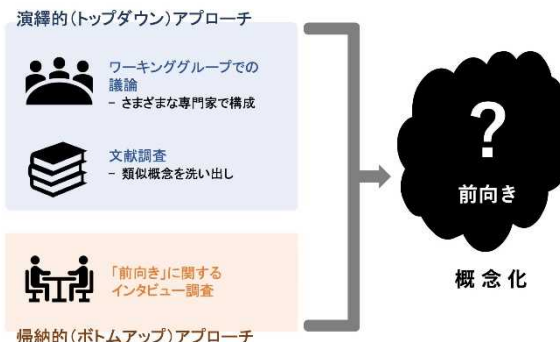 演繹的(トップダウン)アプローチ
ワーキンググループでの
議論
– さまざまな専門家で構成
文献調査
– 類似概念を洗い出し
「前向き」に関する
インタビュー調査
帰納的(ボトムアップ)アプローチ
?
前向き
概念化